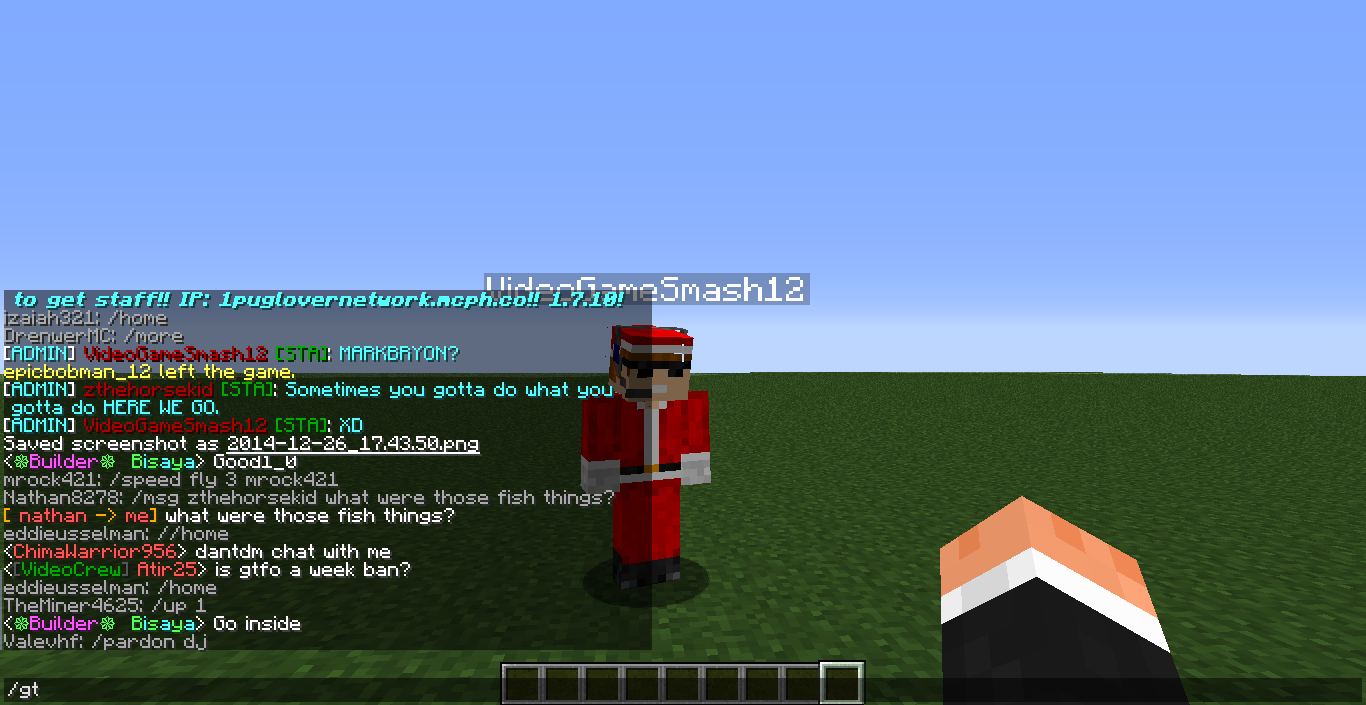 VideoGameSmash12
to get staff!! IP: 1puglovernetwork.mcph.co!! 1.7.10!
izaiah321: /home
DrenwerMC: /more
[ADMIN] VideoGameSmash12 [STA]: MARKBRYON?
epicbobman_12 left the game.
[ADMIN] zthehorsekid [STA]: Sometimes you gotta do what you
gotta do HERE WE GO.
[ADMIN] VideoGameSmash12 [STA]: XD
Saved screenshot as 2014-12-26_17.43.50.png
<❊Builder❊ Bisaya> Good1_0
mrock421: /speed fly 3 mrock421
Nathan8278: /msg zthehorsekid what were those fish things?
[ nathan -> me] what were those fish things?
eddieusselman: //home
<ChimaWarrior956> dantdm chat with me
<[VideoCrew] Atir25> is gtfo a week ban?
eddieusselman: /home
TheMiner4625: /up 1
<❊Builder❊ Bisaya> Go inside
Valevhf: /pardon dj
/gt